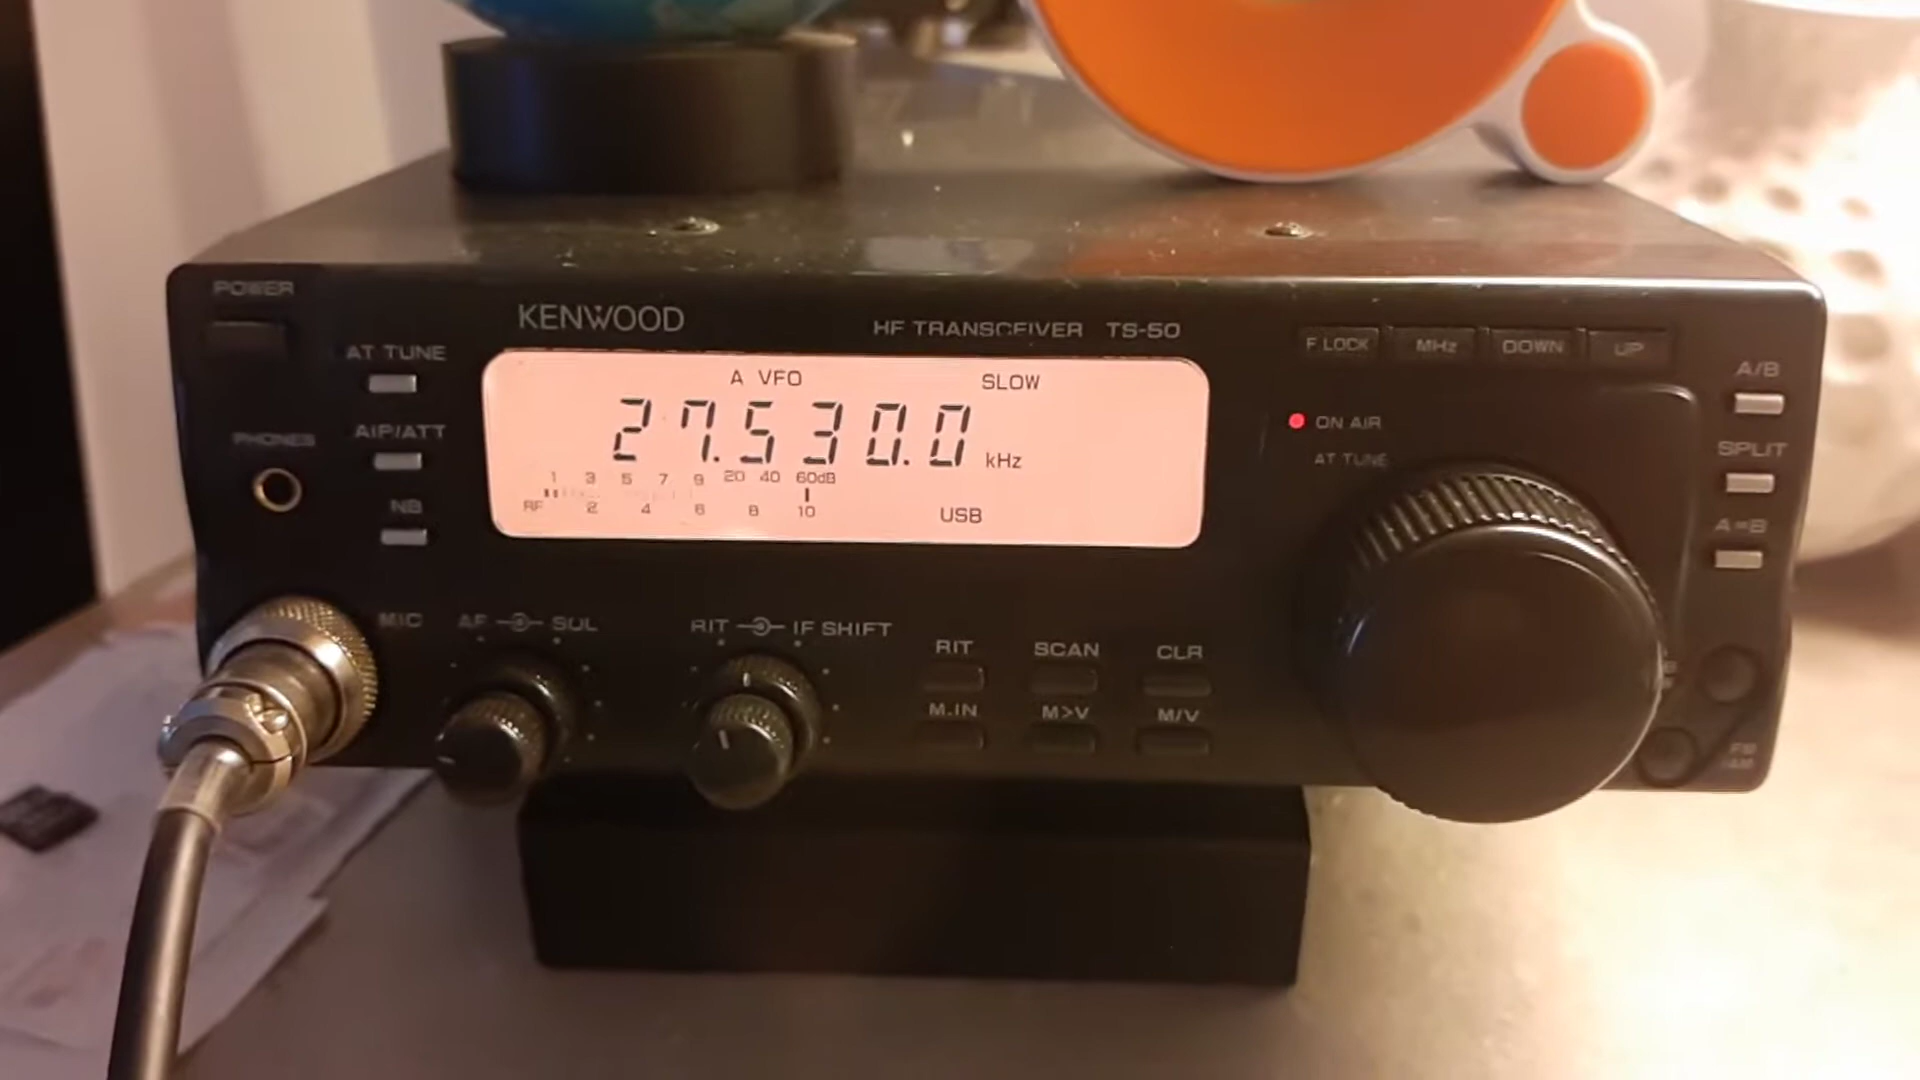 POWER
KENWOOD
HF TRANSCEIVER TS-50
F.LOCK MHz DOWN UP
AT TUNE
A/B
A VFO SLOW
27.530.0 kHz
ON AIR
AIP/ATT
PHONES
AT TUNE
SPLIT
1 3 5 7 9 20 40 60dB
RF 2 4 6 8 10
USB
NB
A=B
MIC
AF SQL
RIT IF SHIFT
RIT SCAN CLR
M.IN M>V M/V
FM